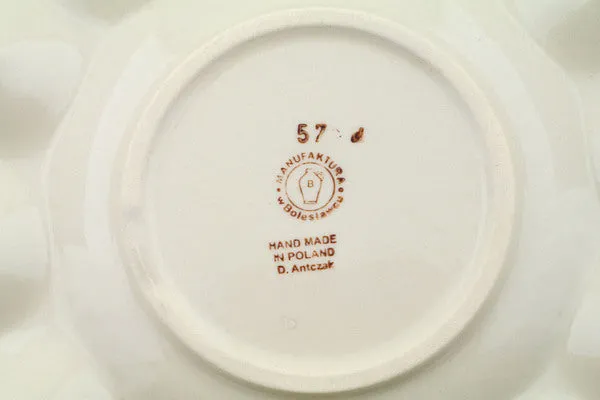 57
MANUFAKTURA
B
w Bolesławcu
HAND MADE
IN POLAND
D. Antczak